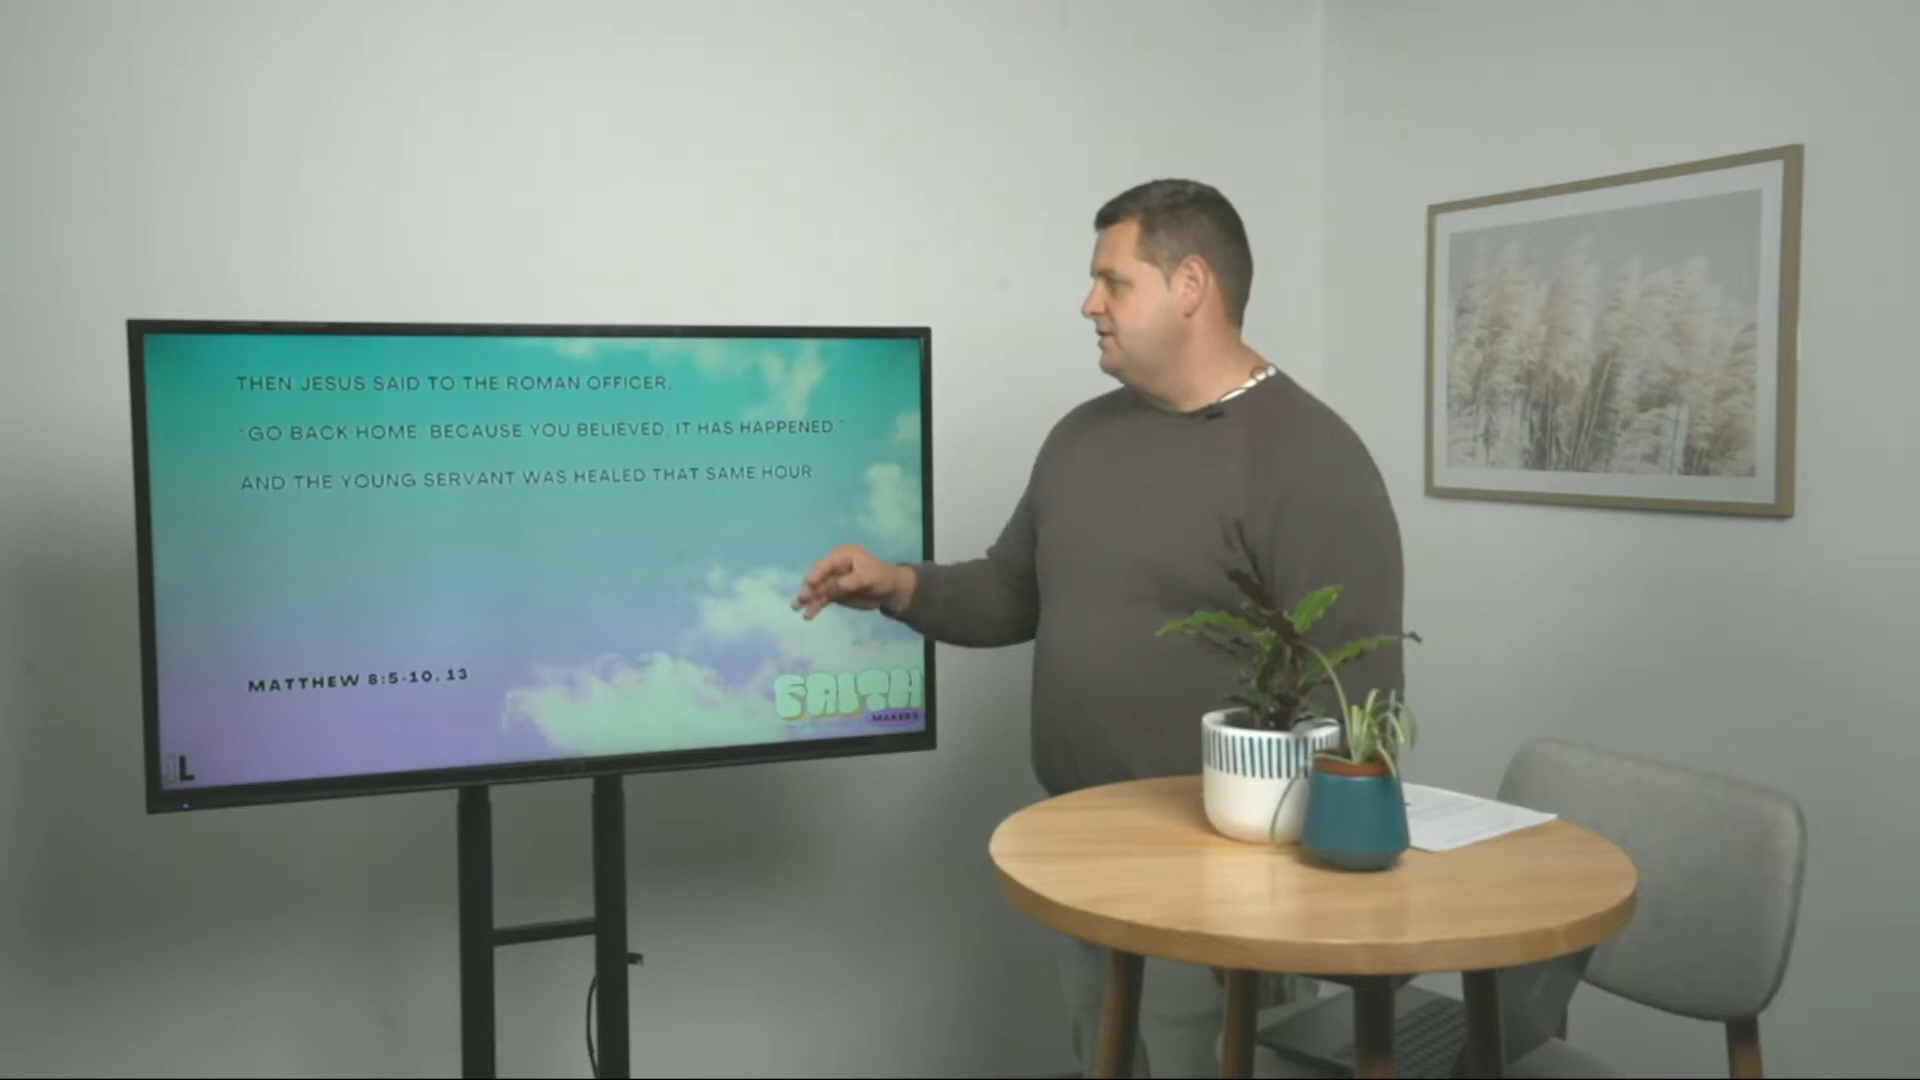 THEN JESUS SAID TO THE ROMAN OFFICER,
"GO BACK HOME. BECAUSE YOU BELIEVED, IT HAS HAPPENED."
AND THE YOUNG SERVANT WAS HEALED THAT SAME HOUR.
MATTHEW 8:5-10, 13
FAITH
MAKERS
L